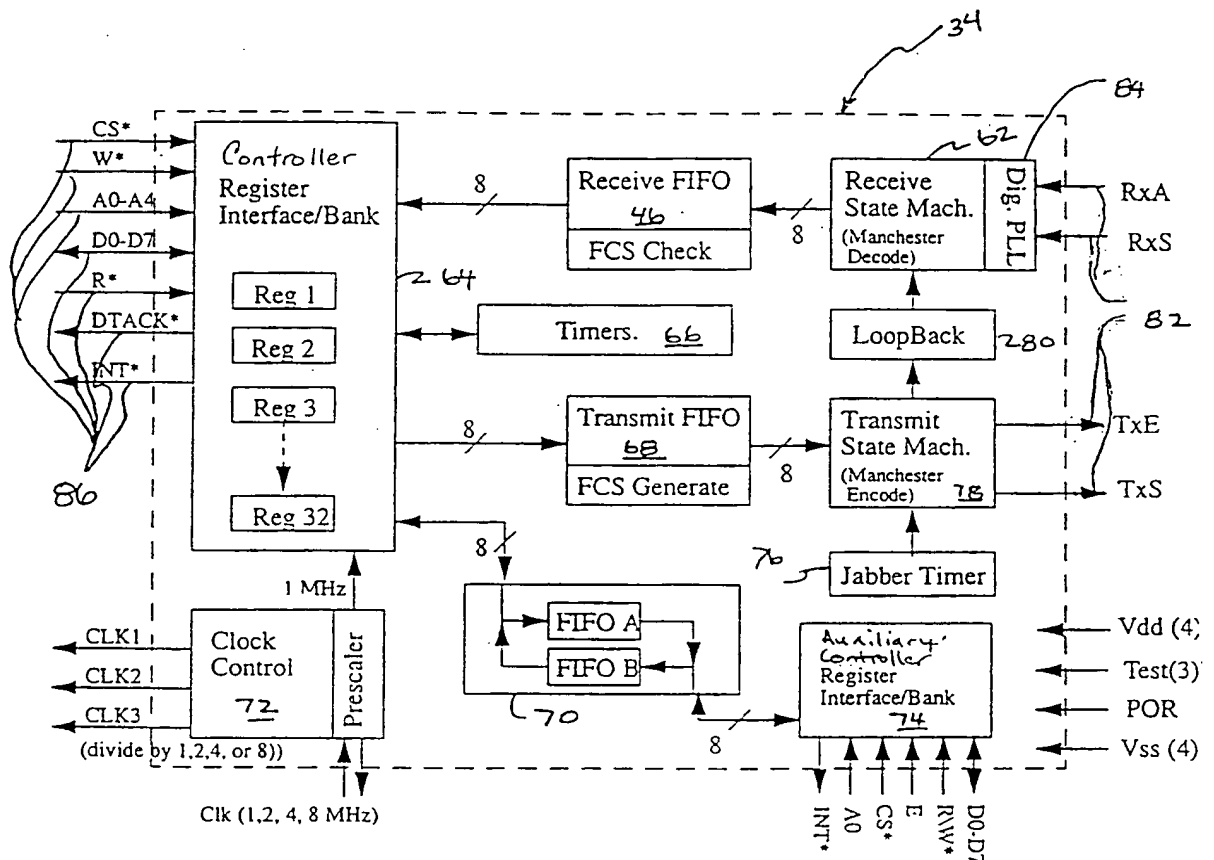 34
84
62
82
CS*
W*
A0-A4
D0-D7
R*
DTACK*
INT*
86
Controller
Register
Interface/Bank
Reg 1
Reg 2
Reg 3
Reg 32
64
8
Receive FIFO
46
FCS Check
8
Receive
State Mach.
(Manchester
Decode)
Dig. PLL
RxA
RxS
Timers. 66
LoopBack
80
8
Transmit FIFO
68
FCS Generate
8
Transmit
State Mach.
(Manchester
Encode) 78
TxE
TxS
76
Jabber Timer
8
1 MHz
CLK1
CLK2
CLK3
(divide by 1,2,4, or 8))
Clock
Control
72
Prescaler
Clk (1,2, 4, 8 MHz)
FIFO A
FIFO B
70
8
Auxiliary
Controller
Register
Interface/Bank
74
INT*
A0
CS*
E
R/W*
D0-D7
Vdd (4)
Test(3)
POR
Vss (4)